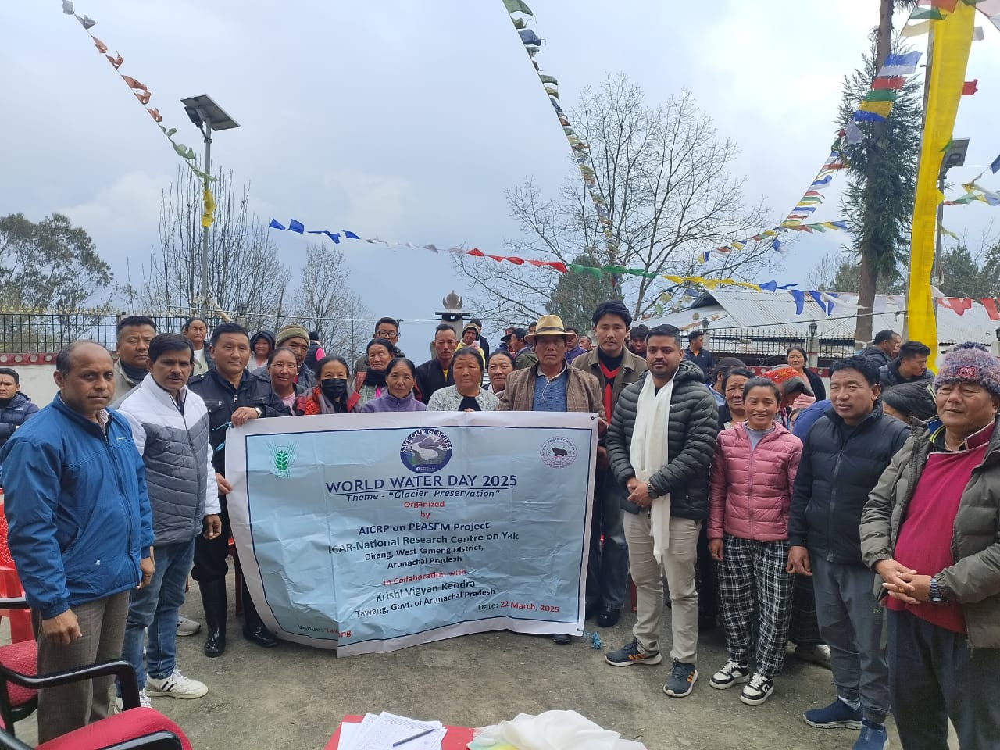 SAVE OUR GLACIERS
WORLD WATER DAY 2025
Theme - "Glacier Preservation"
Organized
by
AICRP on PEASEM Project
ICAR-National Research Centre on Yak
Dirang, West Kameng District,
Arunachal Pradesh
in Collaboration with
Krishi Vigyan Kendra
Tawang, Govt. of Arunachal Pradesh
Date: 22 March, 2025
Venue: Tawang